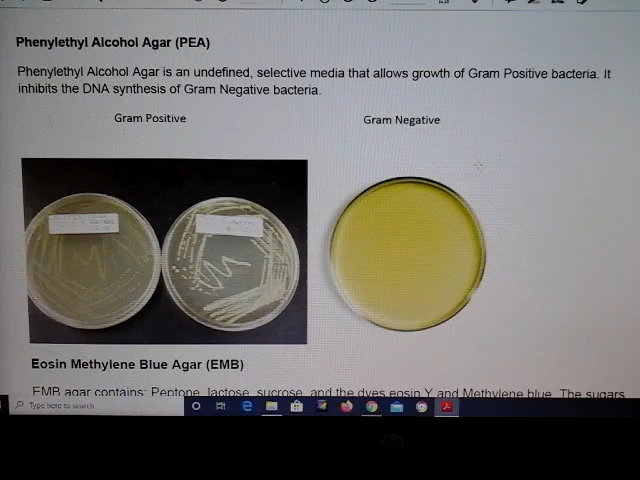 Phenylethyl Alcohol Agar (PEA)
Phenylethyl Alcohol Agar is an undefined, selective media that allows growth of Gram Positive bacteria. It
inhibits the DNA synthesis of Gram Negative bacteria.
Gram Positive
Gram Negative
Eosin Methylene Blue Agar (EMB)
EMB agar contains: Peptone, lactose, sucrose, and the dyes eosin Y and Methylene blue. The sugars
Type here to search